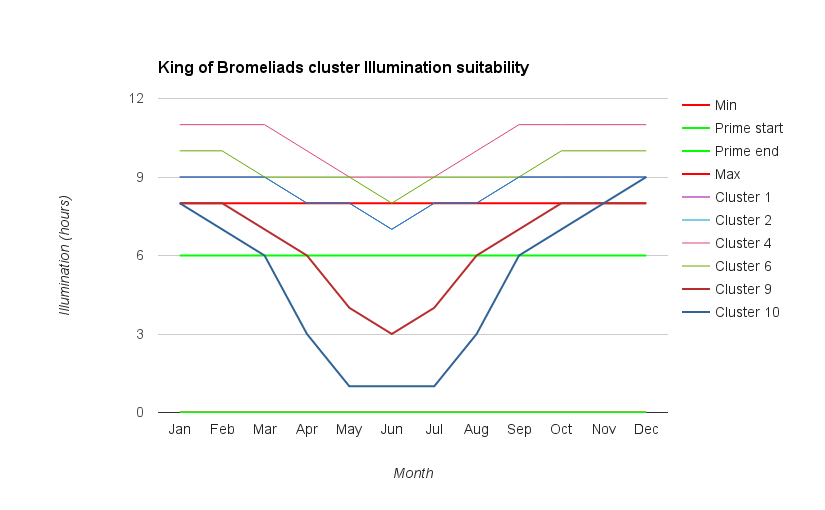 King of Bromeliads cluster Illumination suitability
12
9
6
3
0
Illumination (hours)
Jan Feb Mar Apr May Jun Jul Aug Sep Oct Nov Dec
Month
Min
Prime start
Prime end
Max
Cluster 1
Cluster 2
Cluster 4
Cluster 6
Cluster 9
Cluster 10